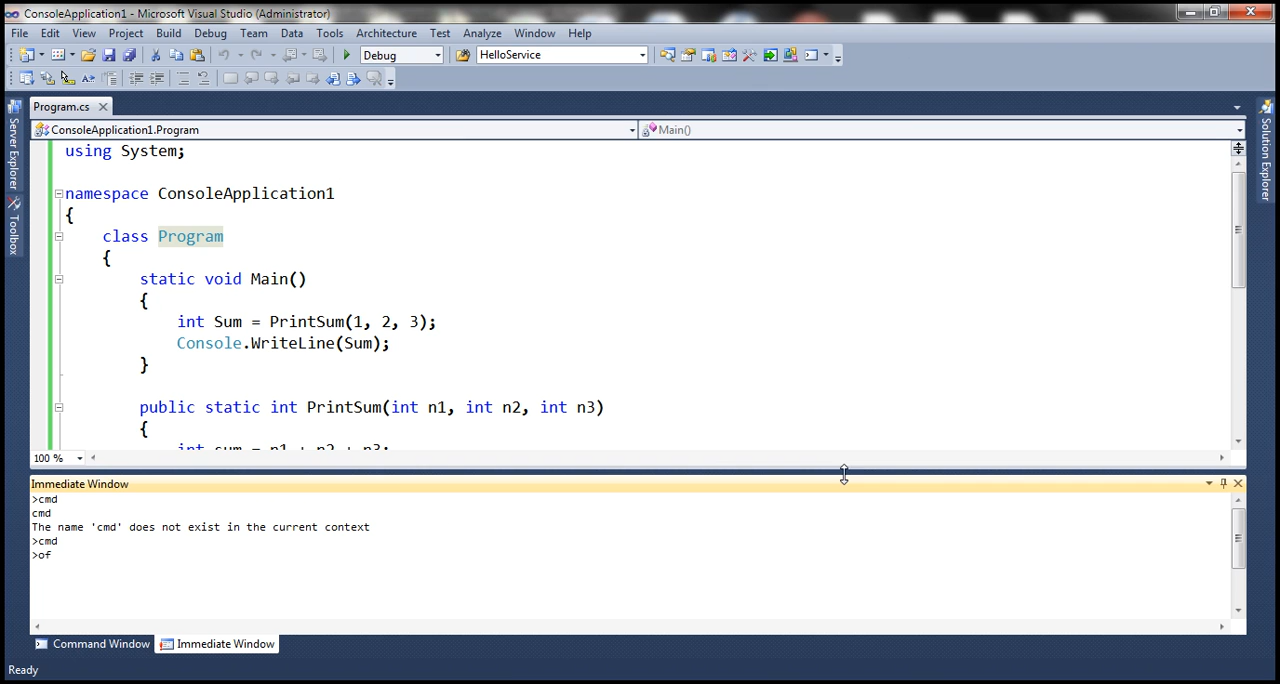 ConsoleApplication1 - Microsoft Visual Studio (Administrator)
File Edit View Project Build Debug Team Data Tools Architecture Test Analyze Window Help
Debug HelloService
Program.cs
ConsoleApplication1.Program Main()
Server Explorer
Toolbox
Solution Explorer
using System;
namespace ConsoleApplication1
{
class Program
{
static void Main()
{
int Sum = PrintSum(1, 2, 3);
Console.WriteLine(Sum);
}
public static int PrintSum(int n1, int n2, int n3)
{
int sum = n1 + n2 + n3;
100 %
Immediate Window
>cmd
cmd
The name 'cmd' does not exist in the current context
>cmd
>of
Command Window Immediate Window
Ready